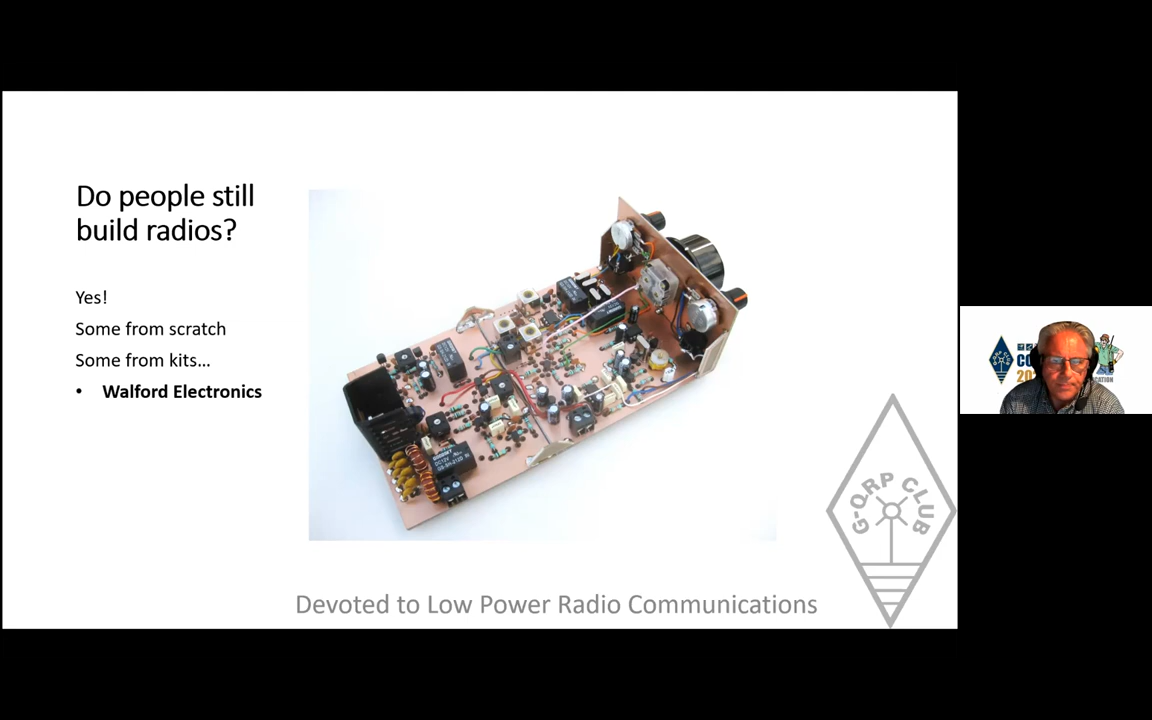 Do people still
build radios?
Yes!
Some from scratch
Some from kits...
• Walford Electronics
G-QRP CLUB
Devoted to Low Power Radio Communications